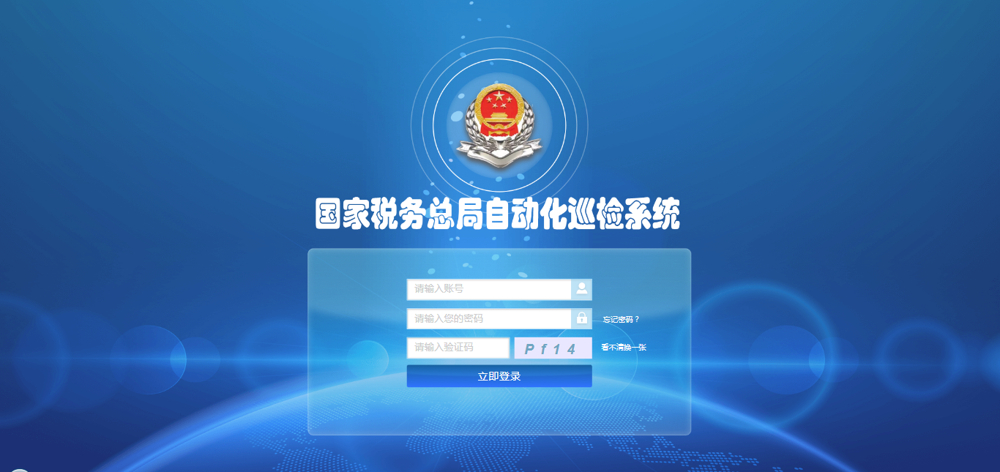 国家税务总局自动化巡检系统
请输入账号
请输入您的密码
忘记密码？
请输入验证码
Pf14
看不清换一张
立即登录